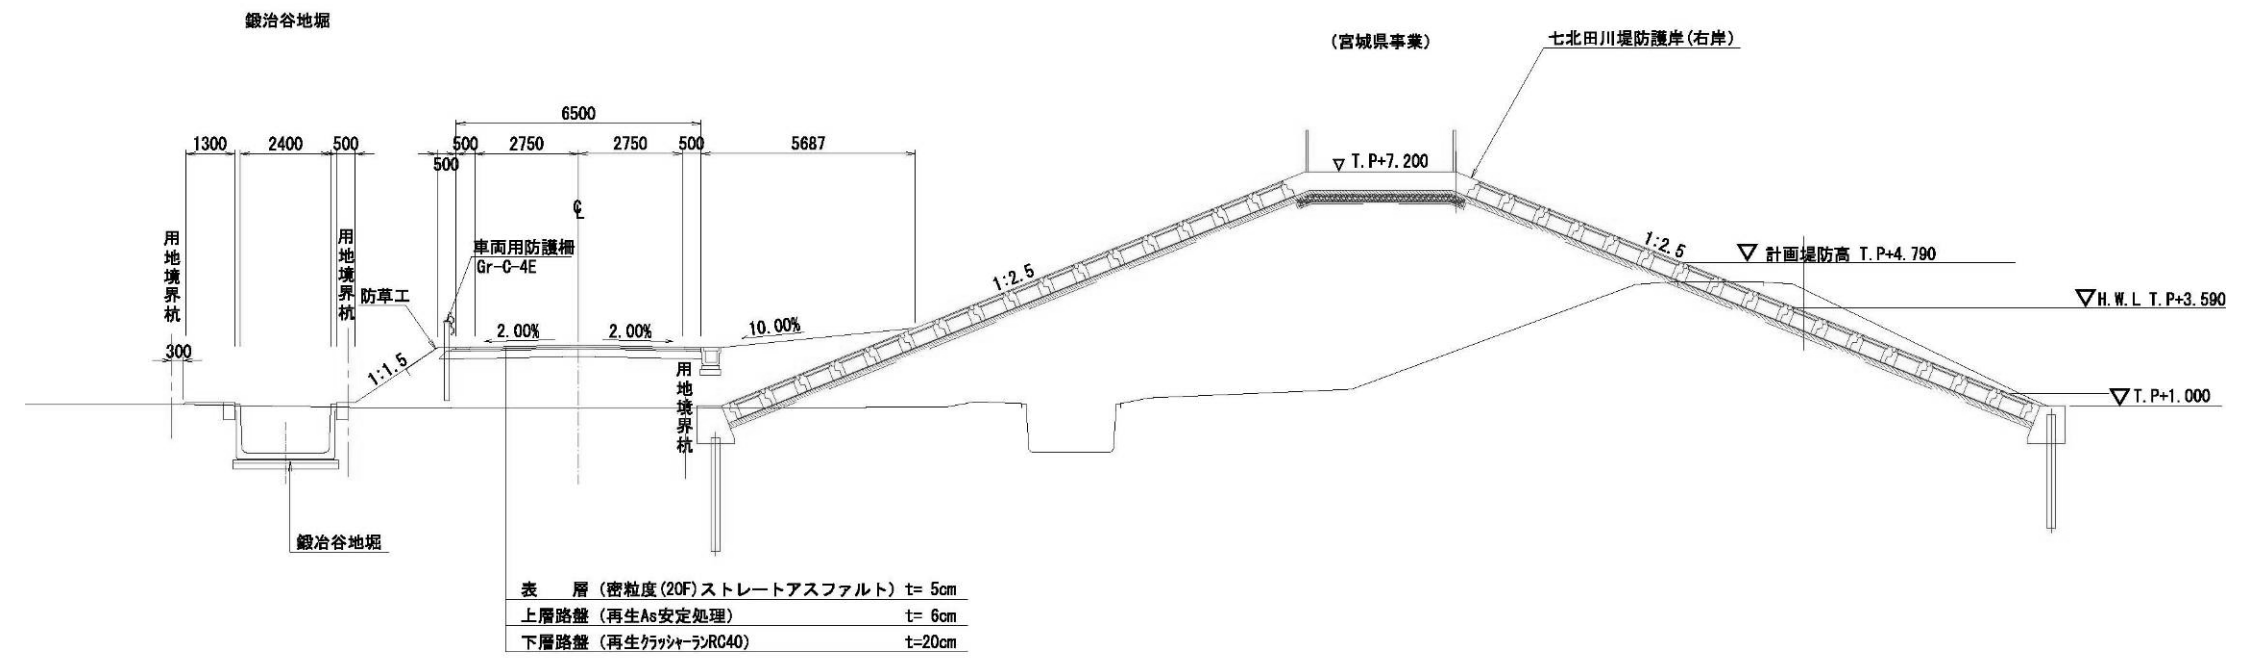 鍛治谷地堀
(宮城県事業)
七北田川堤防護岸(右岸)
6500
1300
2400
500
500
500
2750
2750
500
5687
▽ T.P+7.200
℄
用地境界杭
用地境界杭
車両用防護柵
Gr-C-4E
防草工
1:2.5
1:2.5
▽ 計画堤防高 T.P+4.790
▽H.W.L T.P+3.590
2.00%
2.00%
10.00%
300
1:1.5
用地境界杭
▽T.P+1.000
鍛冶谷地堀
表　層 (密粒度(20F)ストレートアスファルト) t= 5cm
上層路盤 (再生As安定処理) t= 6cm
下層路盤 (再生ｸﾗｯｼｬｰﾗﾝRC40) t=20cm